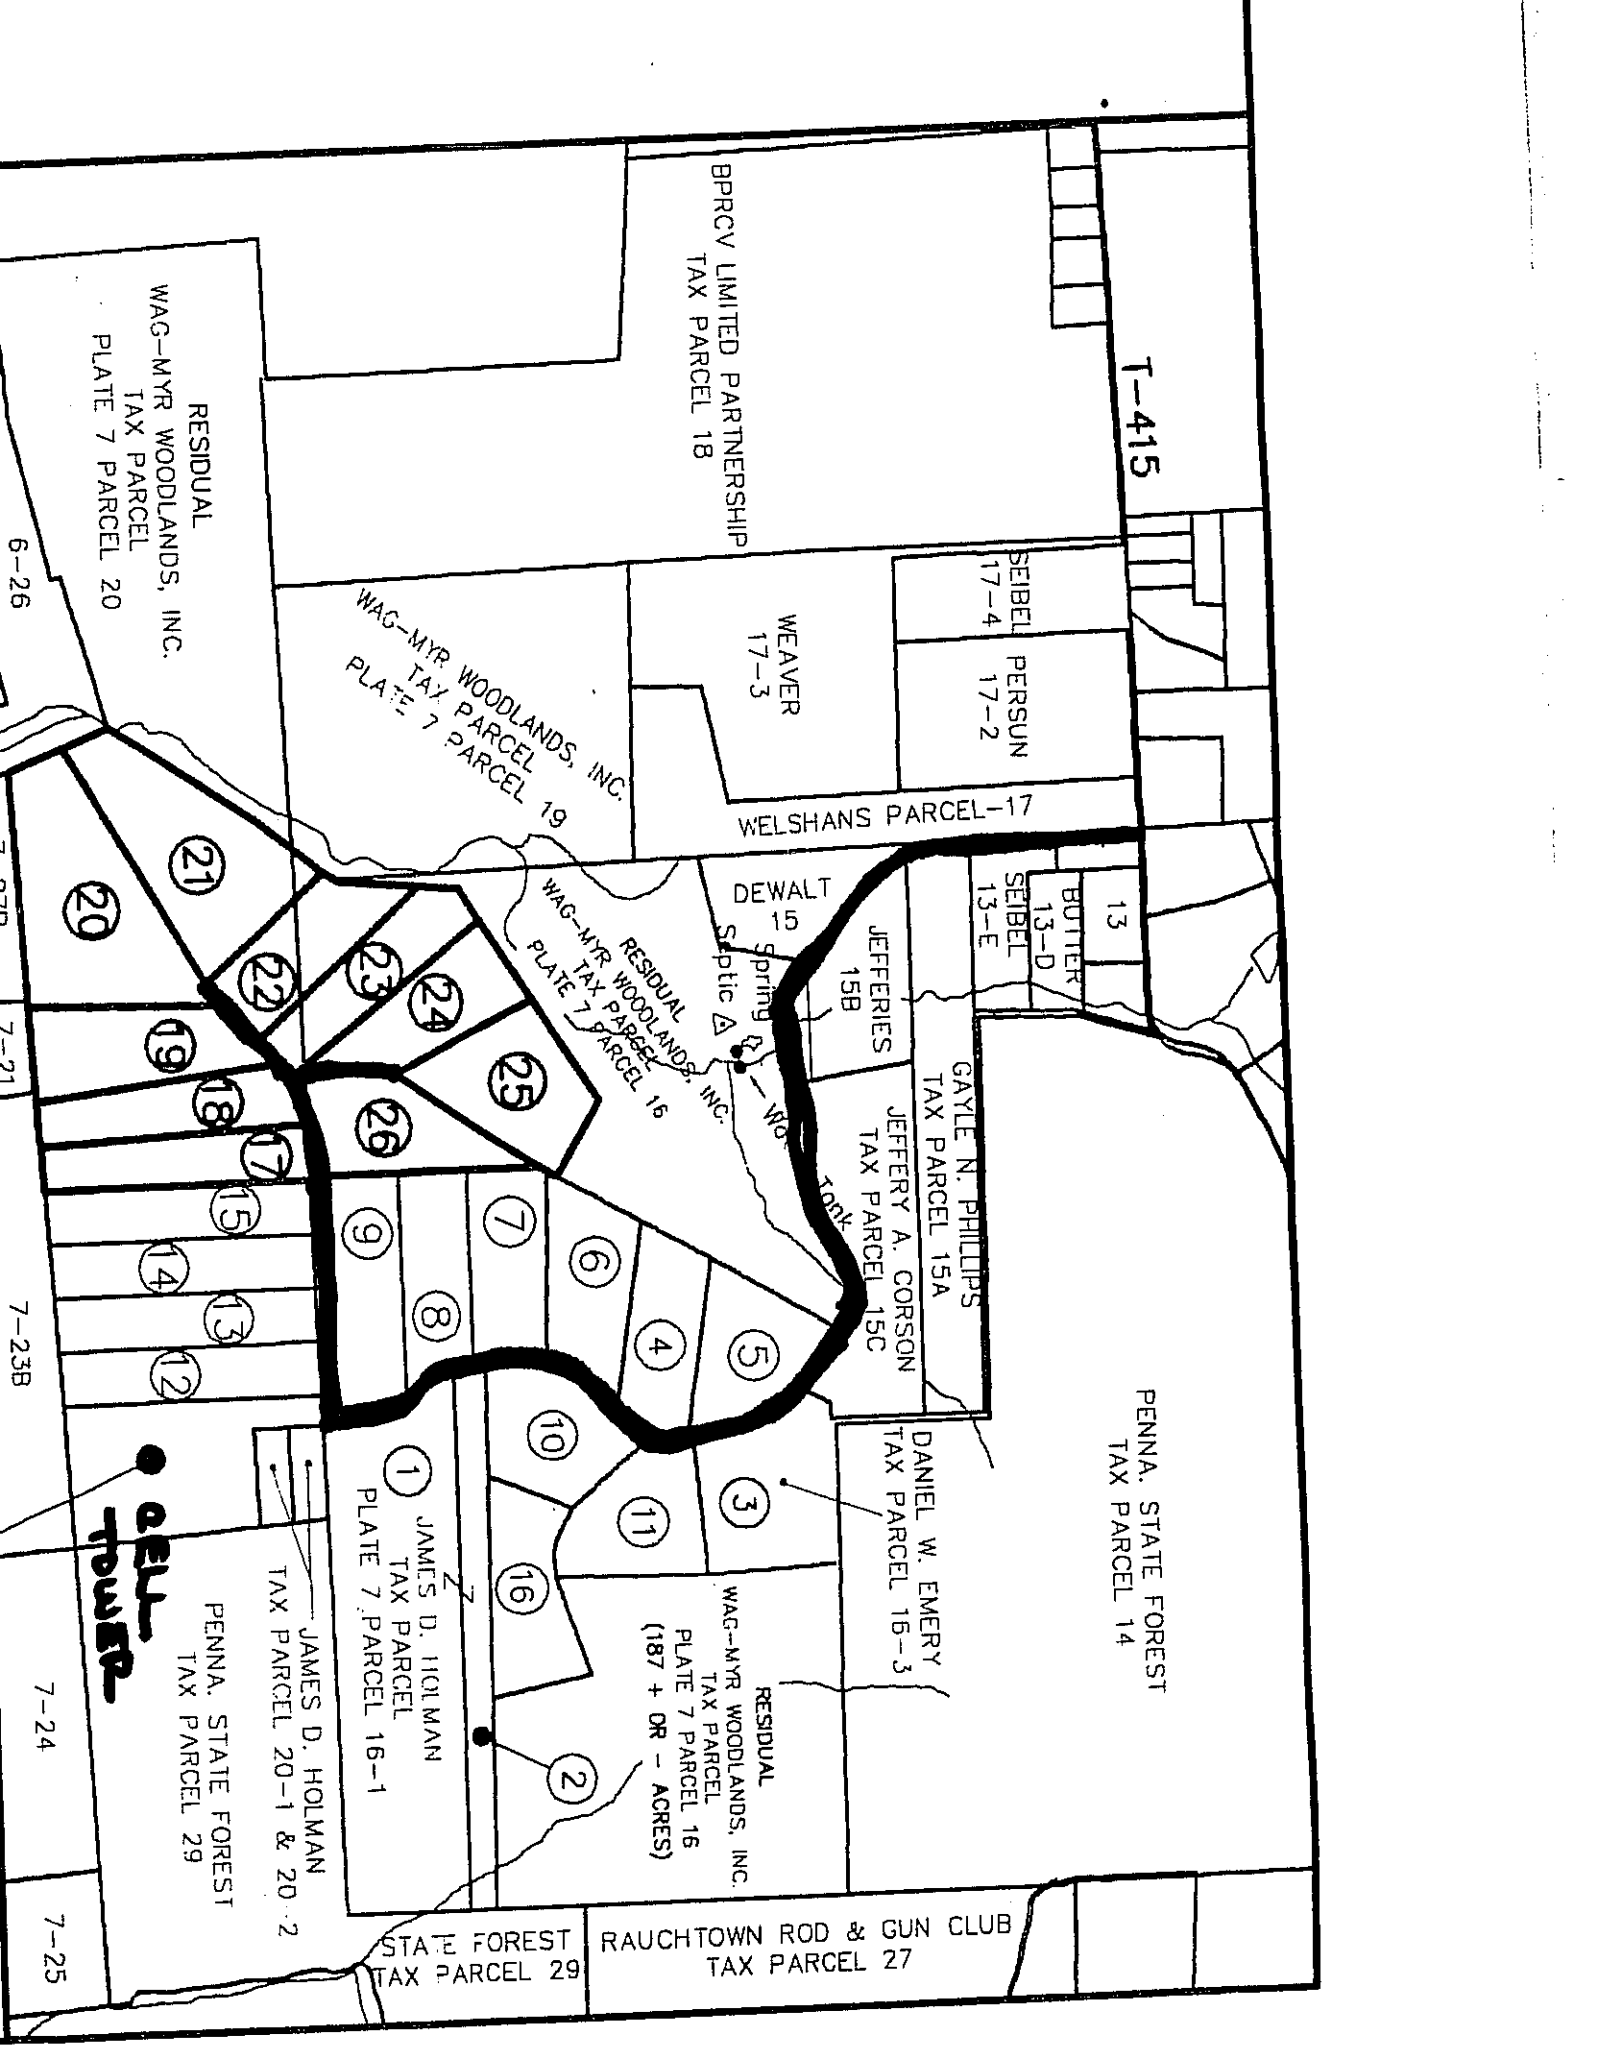 T-415
BPRCV LIMITED PARTNERSHIP
TAX PARCEL 18
RESIDUAL
WAG-MYR WOODLANDS, INC.
TAX PARCEL
PLATE 7 PARCEL 20
6-26
SEIBEL
17-4
PERSUN
17-2
WEAVER
17-3
WAG-MYR WOODLANDS, INC.
TAX PARCEL
PLATE 7 PARCEL 19
WELSHANS PARCEL-17
13
BUTTER
13-D
SEIBEL
13-E
DEWALT
15
JEFFERIES
15B
Spring
Septic
Tank
RESIDUAL
WAG-MYR WOODLANDS, INC.
TAX PARCEL
PLATE 7 PARCEL 16
GAYLE N. PHILLIPS
TAX PARCEL 15A
JEFFERY A. CORSON
TAX PARCEL 15C
21
20
22
23
24
25
26
19
18
17
15
14
13
12
9
8
7
6
4
5
10
11
3
16
1
2
7-21
7-23B
PENNA. STATE FOREST
TAX PARCEL 14
DANIEL W. EMERY
TAX PARCEL 16-3
RESIDUAL
WAG-MYR WOODLANDS, INC.
TAX PARCEL
PLATE 7 PARCEL 16
(187 + OR - ACRES)
JAMES D. HOLMAN
TAX PARCEL
PLATE 7 PARCEL 16-1
JAMES D. HOLMAN
TAX PARCEL 20-1 & 20-2
PENNA. STATE FOREST
TAX PARCEL 29
CELL
TOWER
7-24
7-25
STATE FOREST
TAX PARCEL 29
RAUCHTOWN ROD & GUN CLUB
TAX PARCEL 27